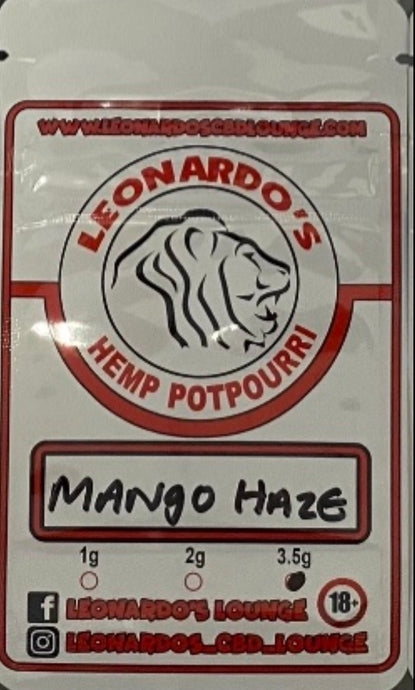 WWW.LEONARDOSCBDLOUNGE.COM
LEONARDO'S
HEMP POTPOURRI
MANGO HAZE
1g 2g 3.5g
LEONARDO'S LOUNGE 18+
LEONARDOS_CBD_LOUNGE